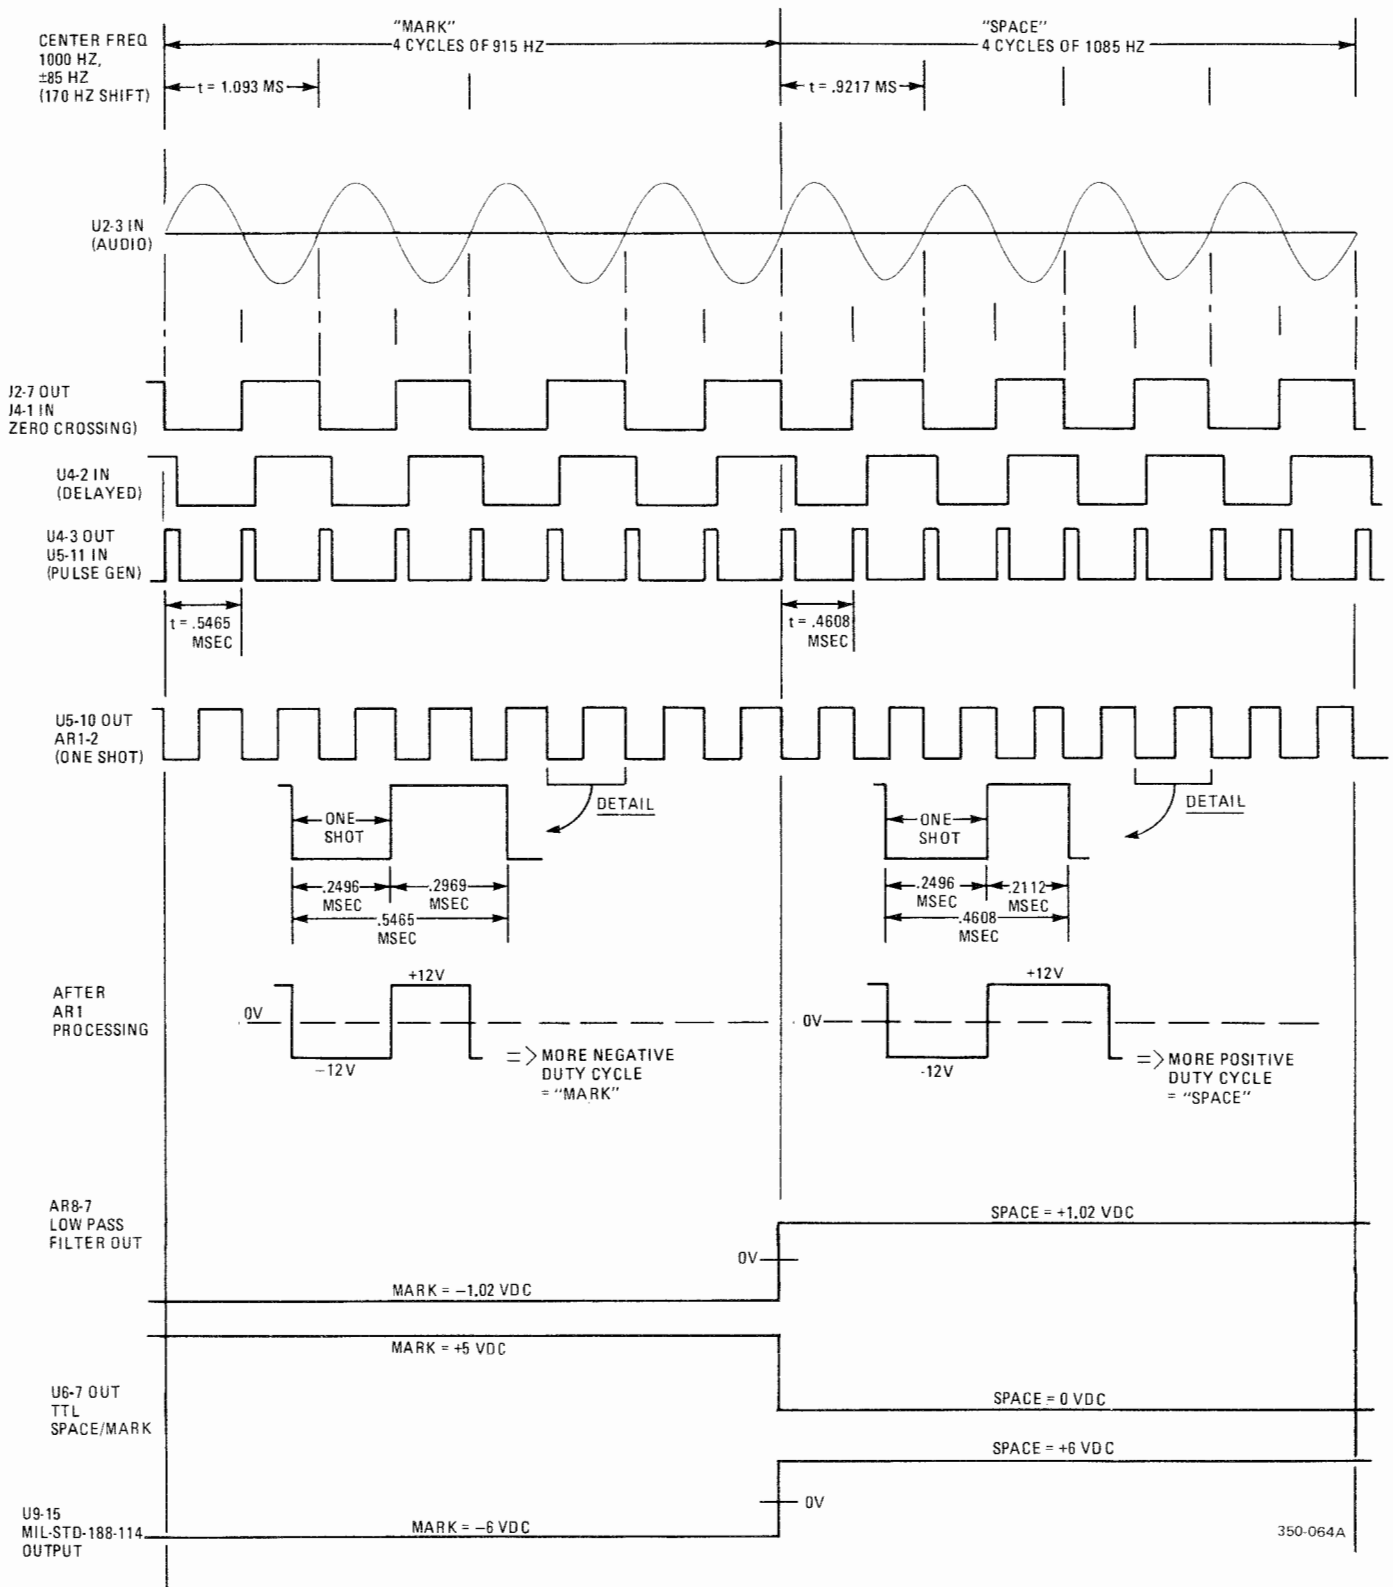 CENTER FREQ
1000 HZ,
±85 HZ
(170 HZ SHIFT)
"MARK"
4 CYCLES OF 915 HZ
"SPACE"
4 CYCLES OF 1085 HZ
t = 1.093 MS
t = .9217 MS
U2-3 IN
(AUDIO)
J2-7 OUT
J4-1 IN
ZERO CROSSING)
U4-2 IN
(DELAYED)
U4-3 OUT
U5-11 IN
(PULSE GEN)
t = .5465
MSEC
t = .4608
MSEC
U5-10 OUT
AR1-2
(ONE SHOT)
ONE
SHOT
DETAIL
.2496
MSEC
.2969
MSEC
.5465
MSEC
ONE
SHOT
DETAIL
.2496
MSEC
.2112
MSEC
.4608
MSEC
AFTER
AR1
PROCESSING
0V
+12V
−12V
=> MORE NEGATIVE
DUTY CYCLE
= "MARK"
0V
+12V
-12V
=> MORE POSITIVE
DUTY CYCLE
= "SPACE"
AR8-7
LOW PASS
FILTER OUT
SPACE = +1.02 VDC
0V
MARK = −1.02 VDC
MARK = +5 VDC
U6-7 OUT
TTL
SPACE/MARK
SPACE = 0 VDC
SPACE = +6 VDC
0V
U9-15
MIL-STD-188-114
OUTPUT
MARK = −6 VDC
350-064A